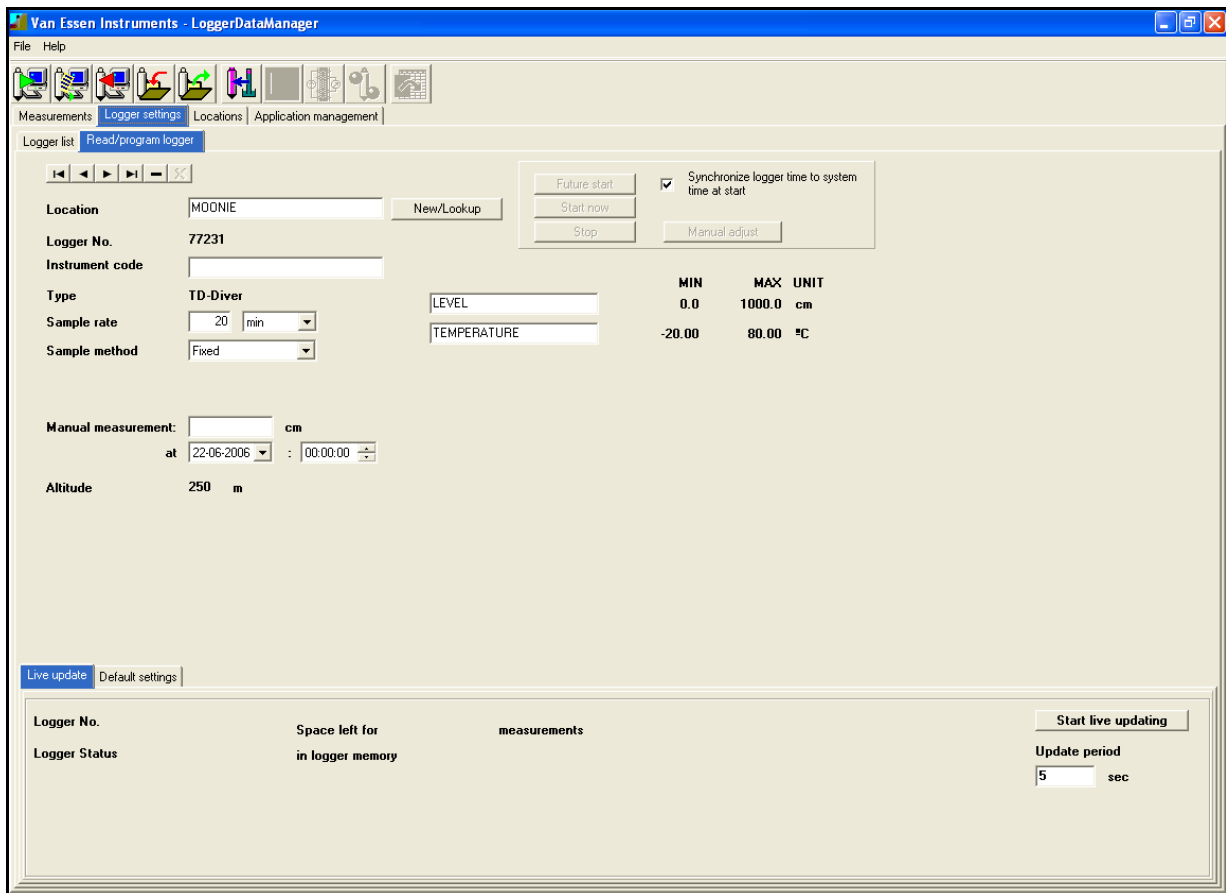 Van Essen Instruments - LoggerDataManager
File Help
Measurements Logger settings Locations Application management
Logger list Read/program logger
Future start Synchronize logger time to system
time at start
Location MOONIE New/Lookup Start now
Logger No. 77231 Stop Manual adjust
Instrument code
MIN MAX UNIT
Type TD-Diver LEVEL 0.0 1000.0 cm
Sample rate 20 min
TEMPERATURE -20.00 80.00 ºC
Sample method Fixed
Manual measurement: cm
at 22-06-2006 : 00:00:00
Altitude 250 m
Live update Default settings
Logger No. Space left for measurements Start live updating
Logger Status in logger memory Update period
5 sec